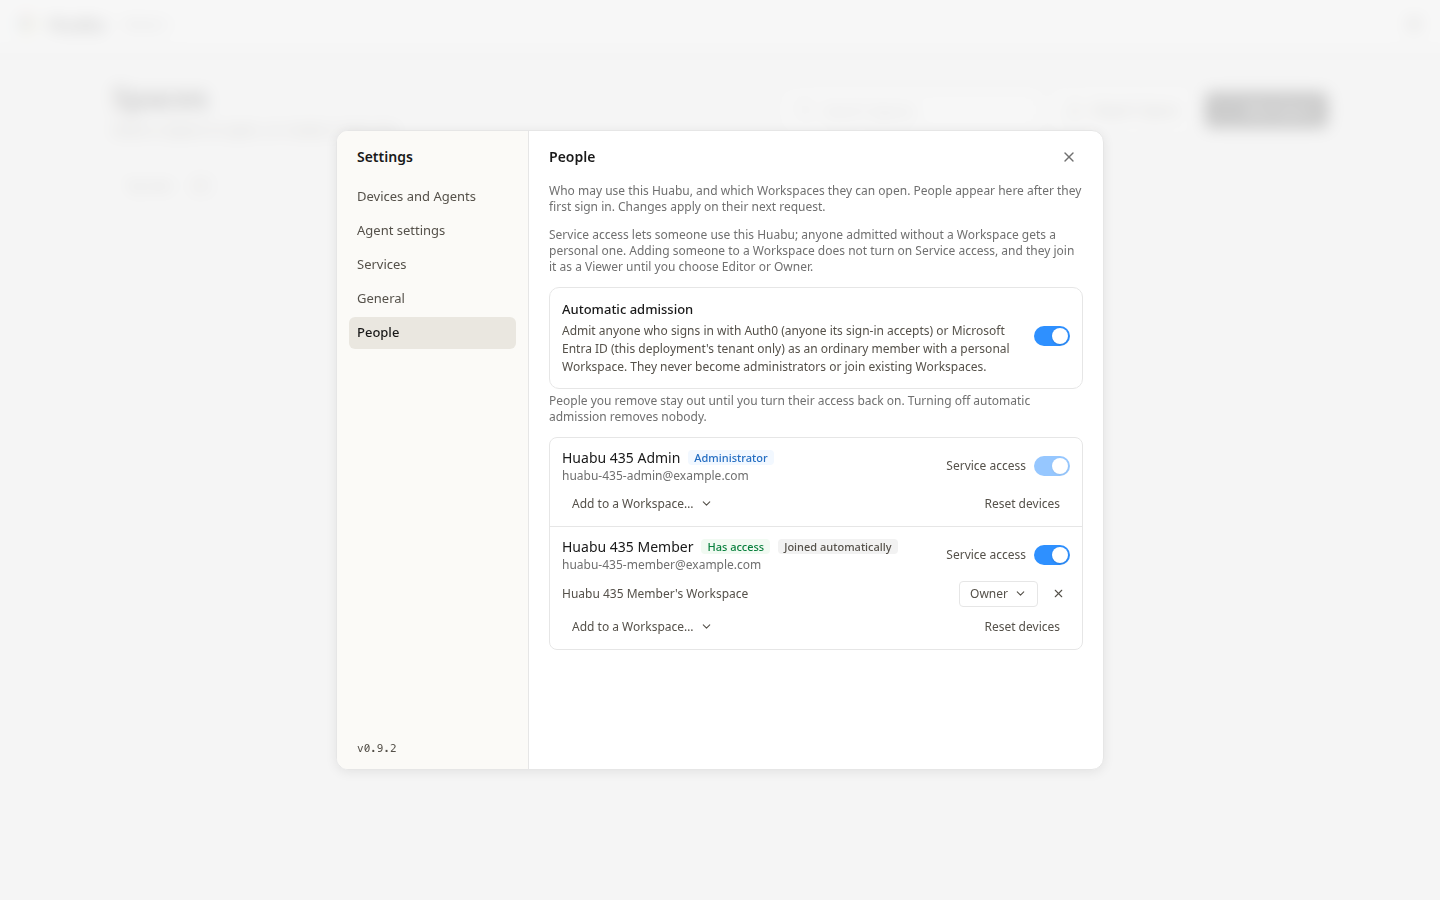 Settings
Devices and Agents
Agent settings
Services
General
People
v0.9.2
People
Who may use this Huabu, and which Workspaces they can open. People appear here after they
first sign in. Changes apply on their next request.
Service access lets someone use this Huabu; anyone admitted without a Workspace gets a
personal one. Adding someone to a Workspace does not turn on Service access, and they join
it as a Viewer until you choose Editor or Owner.
Automatic admission
Admit anyone who signs in with Auth0 (anyone its sign-in accepts) or Microsoft
Entra ID (this deployment's tenant only) as an ordinary member with a personal
Workspace. They never become administrators or join existing Workspaces.
People you remove stay out until you turn their access back on. Turning off automatic
admission removes nobody.
Huabu 435 Admin Administrator
huabu-435-admin@example.com
Service access
Add to a Workspace... Reset devices
Huabu 435 Member Has access Joined automatically
huabu-435-member@example.com
Service access
Huabu 435 Member's Workspace Owner
Add to a Workspace... Reset devices